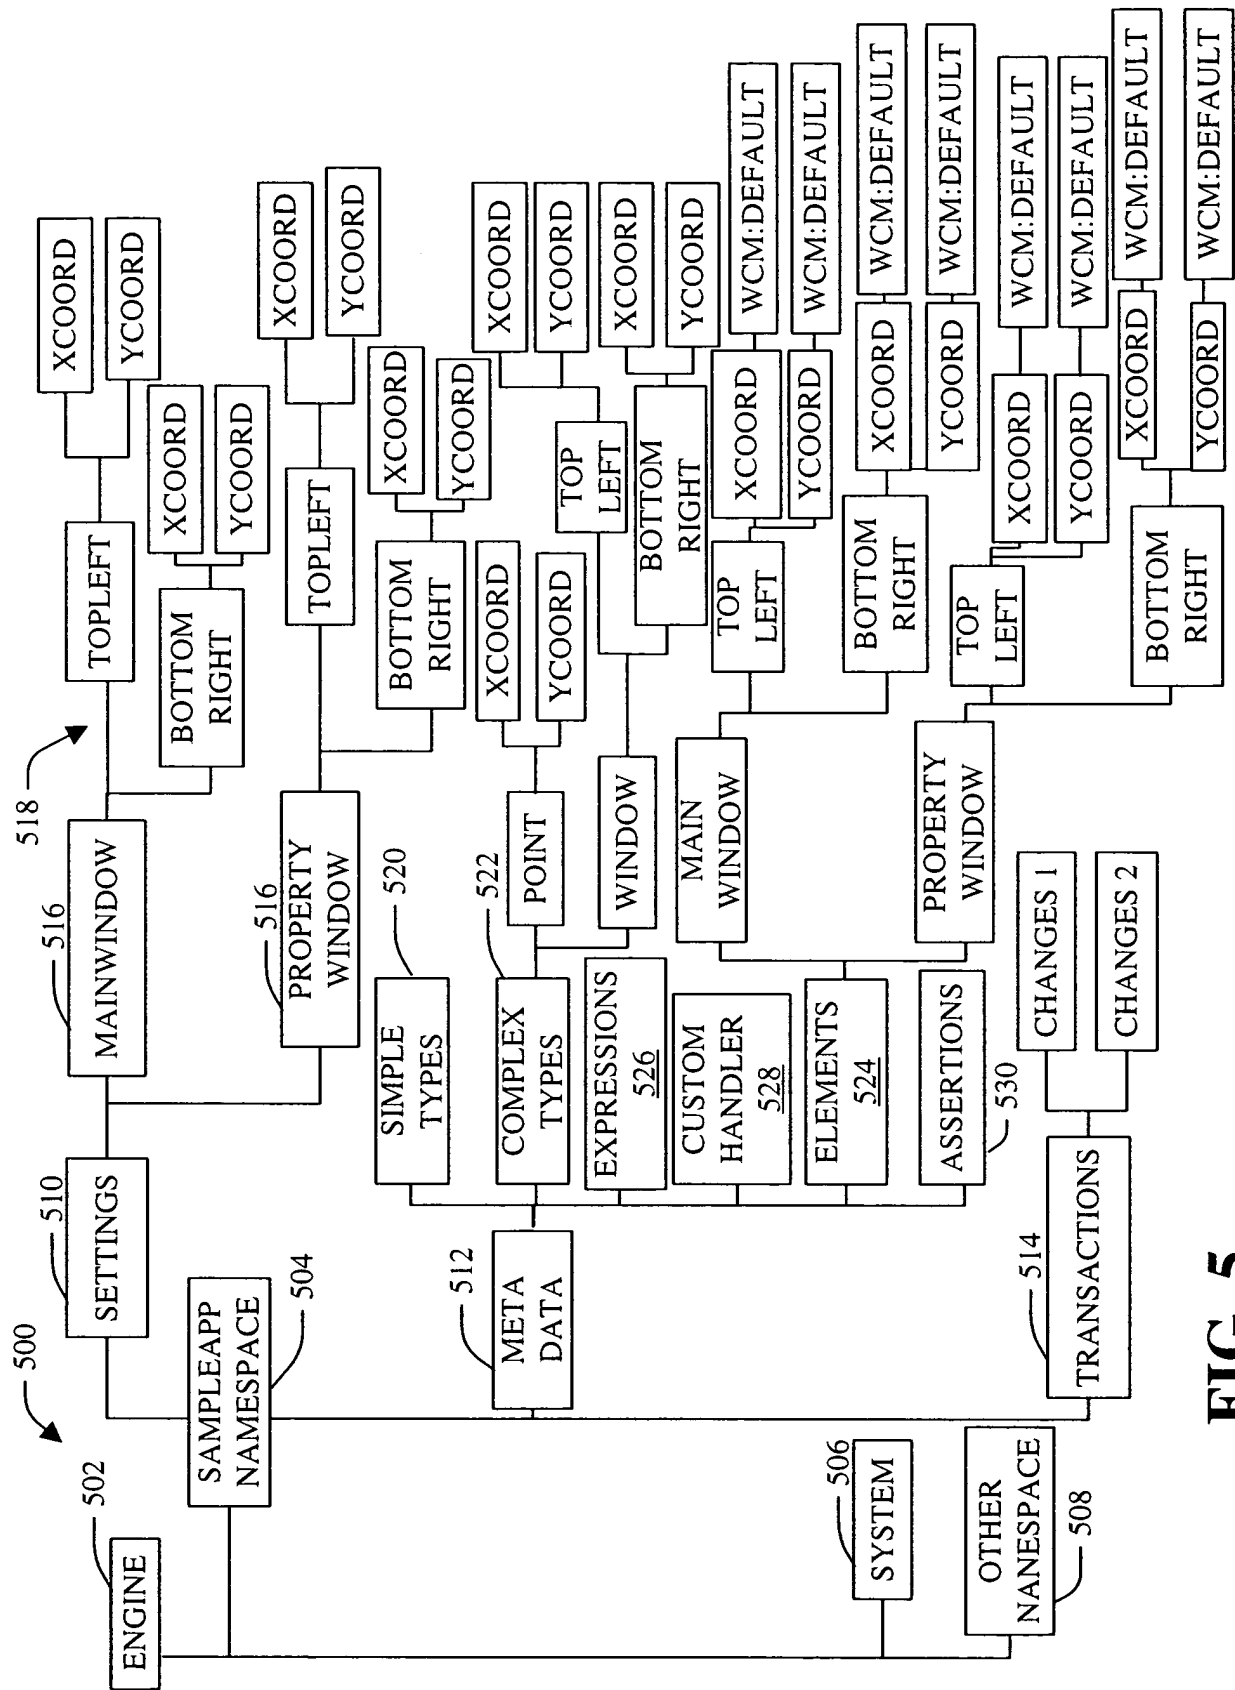 500
502
ENGINE
SAMPLEAPP
NAMESPACE
504
SYSTEM
506
OTHER
NANESPACE
508
SETTINGS
510
META
DATA
512
TRANSACTIONS
514
MAINWINDOW
516
518
TOPLEFT
XCOORD
YCOORD
BOTTOM
RIGHT
XCOORD
YCOORD
PROPERTY
WINDOW
516
TOPLEFT
XCOORD
YCOORD
BOTTOM
RIGHT
XCOORD
YCOORD
SIMPLE
TYPES
520
COMPLEX
TYPES
522
POINT
XCOORD
YCOORD
WINDOW
TOP
LEFT
XCOORD
YCOORD
BOTTOM
RIGHT
XCOORD
YCOORD
EXPRESSIONS
526
CUSTOM
HANDLER
528
ELEMENTS
524
MAIN
WINDOW
TOP
LEFT
XCOORD
WCM:DEFAULT
YCOORD
WCM:DEFAULT
BOTTOM
RIGHT
XCOORD
WCM:DEFAULT
YCOORD
WCM:DEFAULT
PROPERTY
WINDOW
TOP
LEFT
XCOORD
WCM:DEFAULT
YCOORD
WCM:DEFAULT
BOTTOM
RIGHT
XCOORD
WCM:DEFAULT
YCOORD
WCM:DEFAULT
ASSERTIONS
530
CHANGES 1
CHANGES 2
FIG. 5